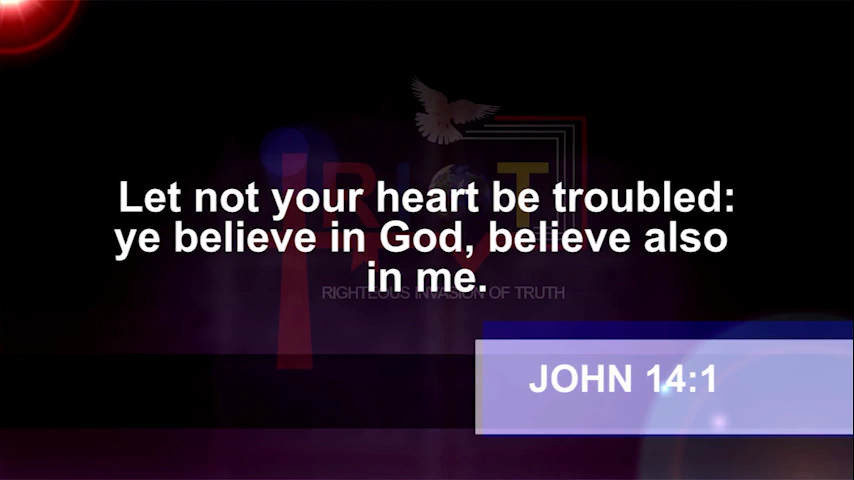 Let not your heart be troubled:
ye believe in God, believe also
in me.
RIOT
RIGHTEOUS INVASION OF TRUTH
JOHN 14:1